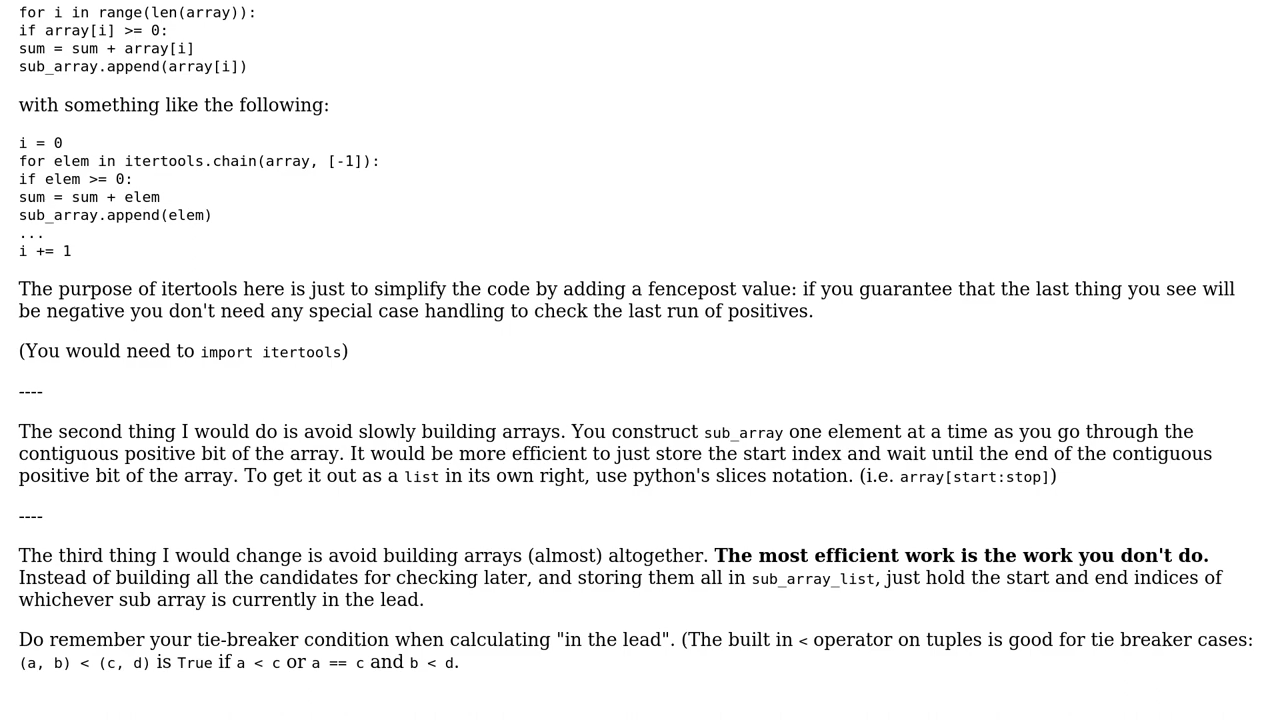 for i in range(len(array)):
if array[i] >= 0:
sum = sum + array[i]
sub_array.append(array[i])
with something like the following:
i = 0
for elem in itertools.chain(array, [-1]):
if elem >= 0:
sum = sum + elem
sub_array.append(elem)
...
i += 1
The purpose of itertools here is just to simplify the code by adding a fencepost value: if you guarantee that the last thing you see will
be negative you don't need any special case handling to check the last run of positives.
(You would need to import itertools)
----
The second thing I would do is avoid slowly building arrays. You construct sub_array one element at a time as you go through the
contiguous positive bit of the array. It would be more efficient to just store the start index and wait until the end of the contiguous
positive bit of the array. To get it out as a list in its own right, use python's slices notation. (i.e. array[start:stop])
----
The third thing I would change is avoid building arrays (almost) altogether. The most efficient work is the work you don't do.
Instead of building all the candidates for checking later, and storing them all in sub_array_list, just hold the start and end indices of
whichever sub array is currently in the lead.
Do remember your tie-breaker condition when calculating "in the lead". (The built in < operator on tuples is good for tie breaker cases:
(a, b) < (c, d) is True if a < c or a == c and b < d.